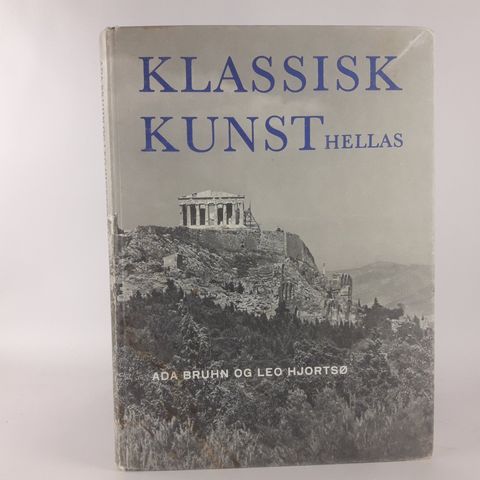 KLASSISK
KUNST HELLAS
ADA BRUHN OG LEO HJORTSØ